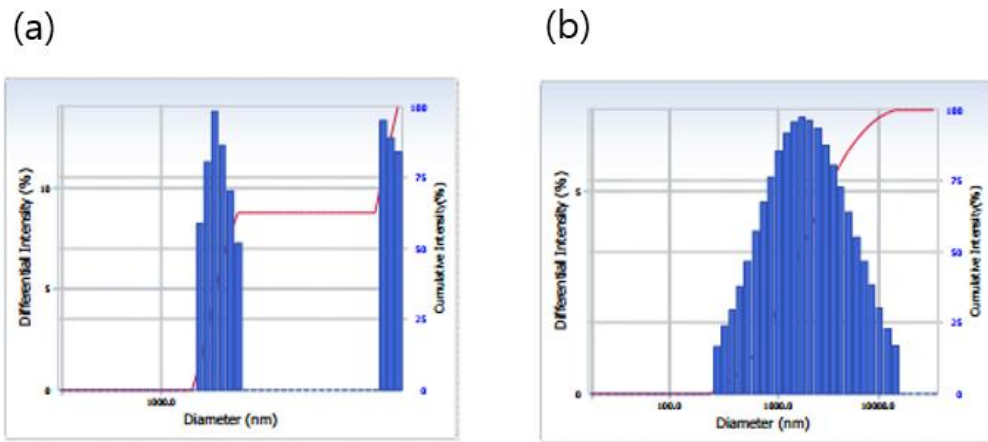 (a)
(b)
Differential Intensity (%)
10
5
0
100
75
50
25
0
Cumulative Intensity(%)
1000.0
Diameter (nm)
Differential Intensity (%)
5
0
100
75
50
25
0
Cumulative Intensity(%)
100.0 1000.0 10000.0
Diameter (nm)